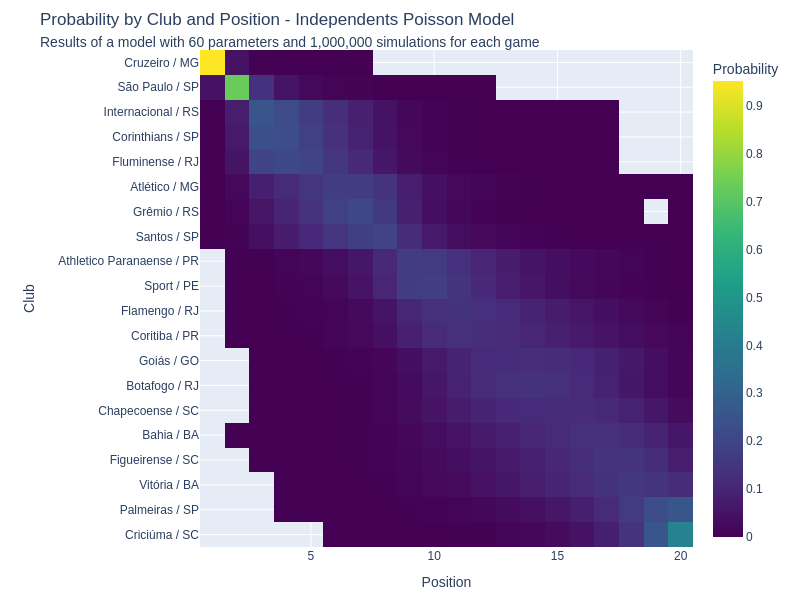 Probability by Club and Position - Independents Poisson Model
Results of a model with 60 parameters and 1,000,000 simulations for each game
Probability
Club
Cruzeiro / MG
São Paulo / SP
Internacional / RS
Corinthians / SP
Fluminense / RJ
Atlético / MG
Grêmio / RS
Santos / SP
Athletico Paranaense / PR
Sport / PE
Flamengo / RJ
Coritiba / PR
Goiás / GO
Botafogo / RJ
Chapecoense / SC
Bahia / BA
Figueirense / SC
Vitória / BA
Palmeiras / SP
Criciúma / SC
0.9
0.8
0.7
0.6
0.5
0.4
0.3
0.2
0.1
0
5 10 15 20
Position